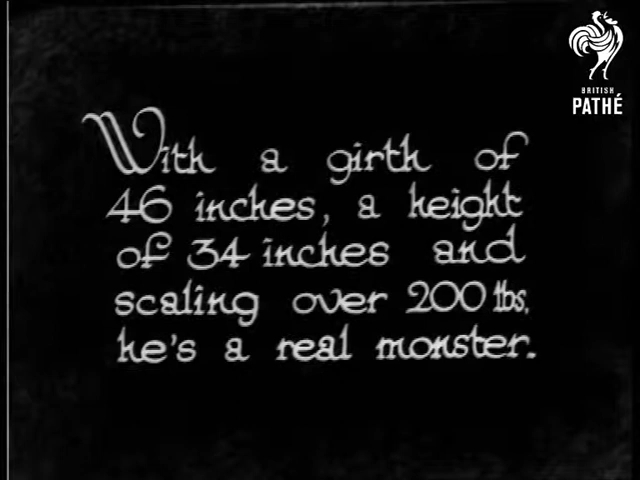 BRITISH
PATHÉ
With a girth of
46 inches, a height
of 34 inches and
scaling over 200 lbs,
he's a real monster.